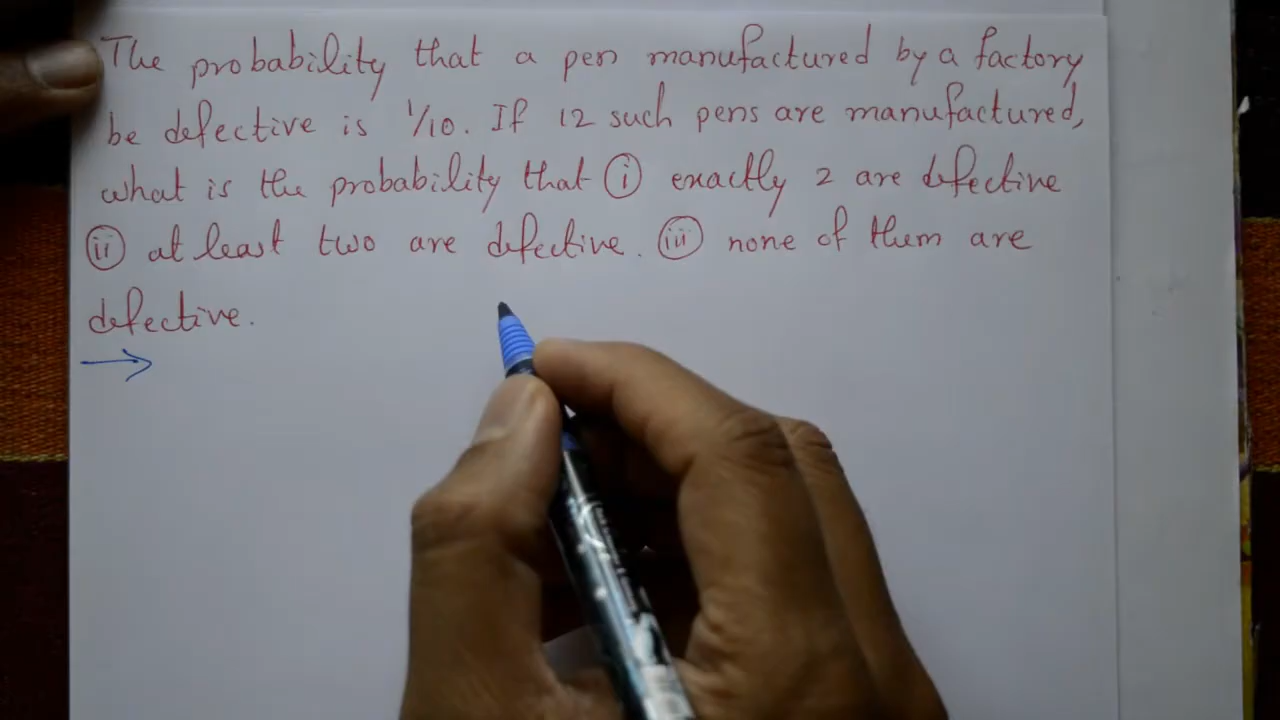 The probability that a pen manufactured by a factory
be defective is 1/10. If 12 such pens are manufactured,
what is the probability that (i) exactly 2 are defective
(ii) at least two are defective. (iii) none of them are
defective.
→